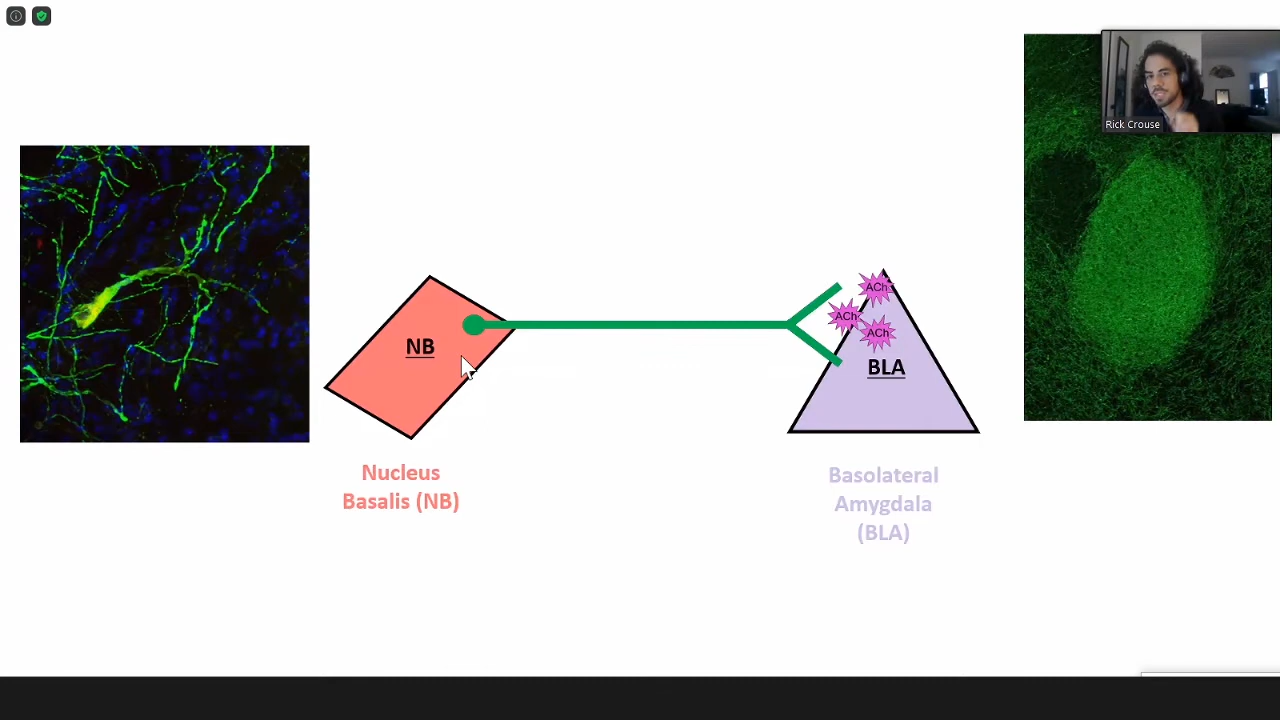 Rick Crouse
ACh
ACh
ACh
NB
BLA
Nucleus
Basalis (NB)
Basolateral
Amygdala
(BLA)